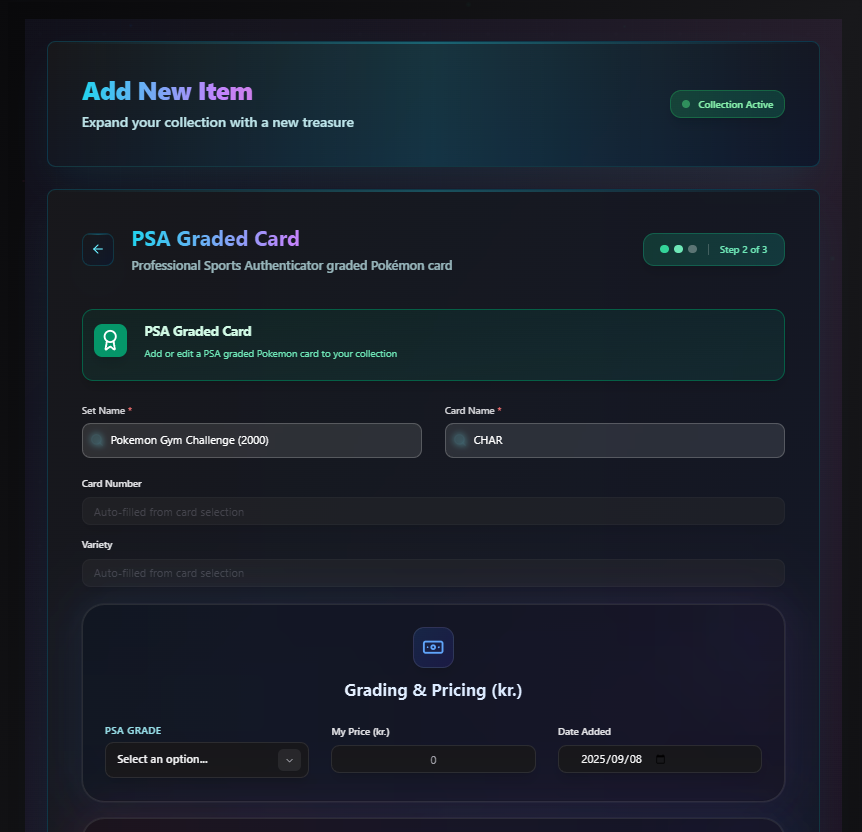 Add New Item
Expand your collection with a new treasure
Collection Active
PSA Graded Card
Professional Sports Authenticator graded Pokémon card
Step 2 of 3
PSA Graded Card
Add or edit a PSA graded Pokemon card to your collection
Set Name *
Card Name *
Pokemon Gym Challenge (2000)
CHAR
Card Number
Auto-filled from card selection
Variety
Auto-filled from card selection
Grading & Pricing (kr.)
PSA GRADE
My Price (kr.)
Date Added
Select an option...
0
2025/09/08